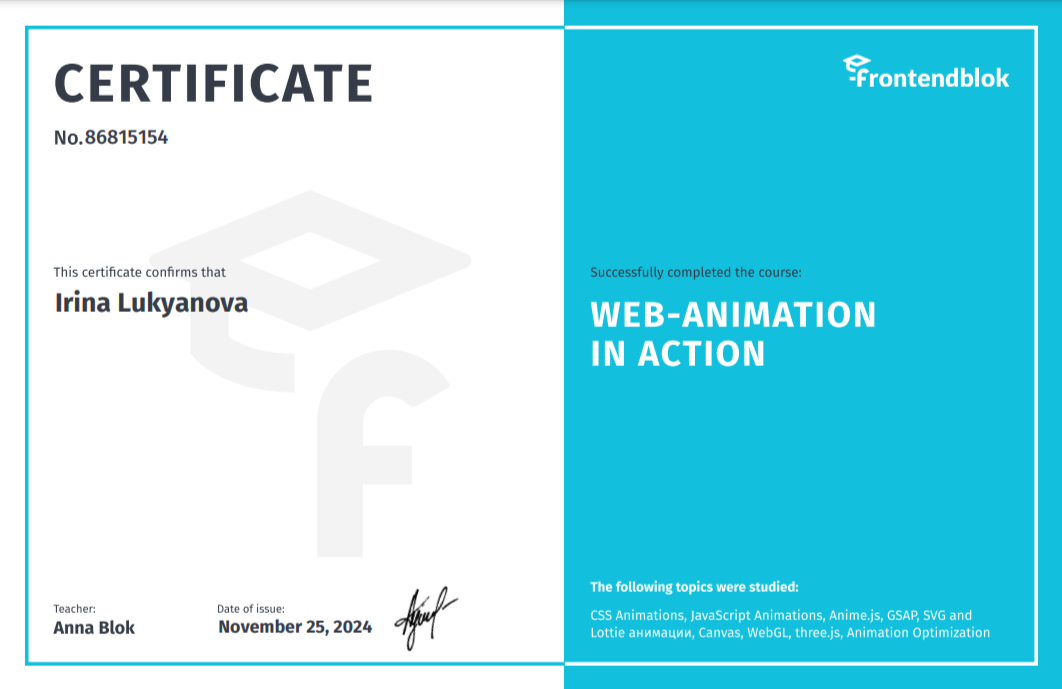 CERTIFICATE
No.86815154
This certificate confirms that
Irina Lukyanova
Teacher:
Anna Blok
Date of issue:
November 25, 2024
frontendblok
Successfully completed the course:
WEB-ANIMATION
IN ACTION
The following topics were studied:
CSS Animations, JavaScript Animations, Anime.js, GSAP, SVG and
Lottie анимации, Canvas, WebGL, three.js, Animation Optimization